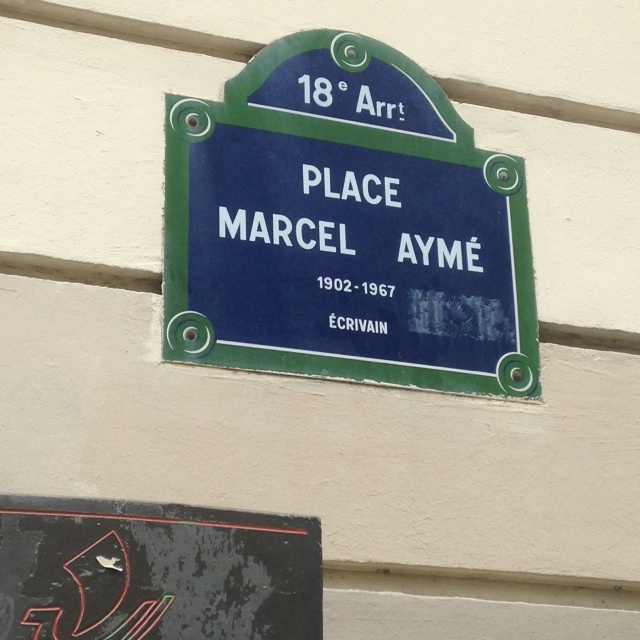 18e Arrt
PLACE
MARCEL AYMÉ
1902-1967
ÉCRIVAIN